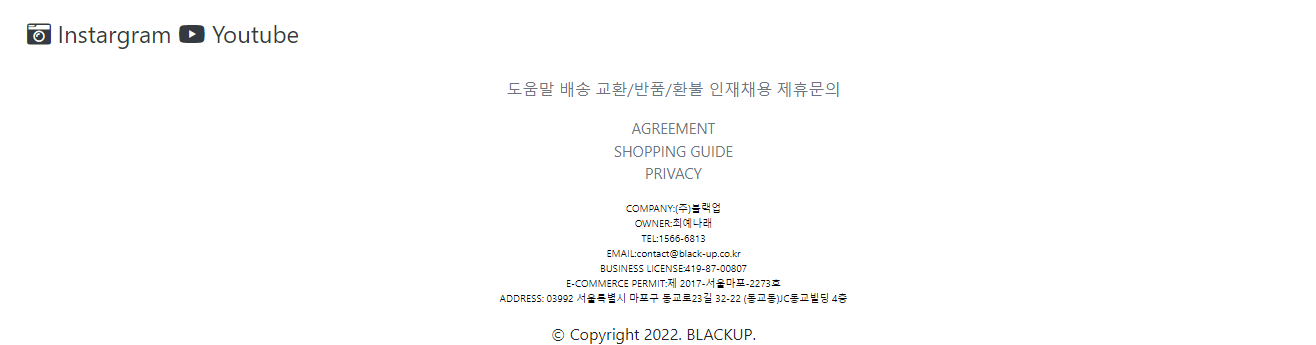 Instargram Youtube
도움말 배송 교환/반품/환불 인재채용 제휴문의
AGREEMENT
SHOPPING GUIDE
PRIVACY
COMPANY:(주)블랙업
OWNER:최예나래
TEL:1566-6813
EMAIL:contact@black-up.co.kr
BUSINESS LICENSE:419-87-00807
E-COMMERCE PERMIT:제 2017-서울마포-2273호
ADDRESS: 03992 서울특별시 마포구 동교로23길 32-22 (동교동)JC동교빌딩 4층
© Copyright 2022. BLACKUP.